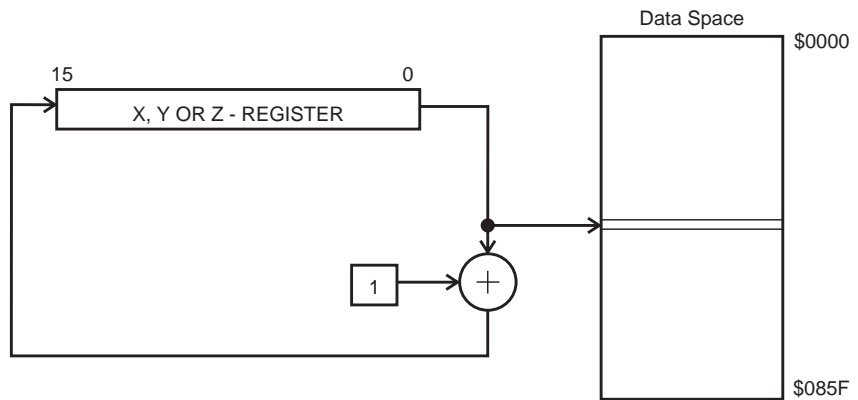 Data Space
$0000
15
0
X, Y OR Z - REGISTER
1
+
$085F